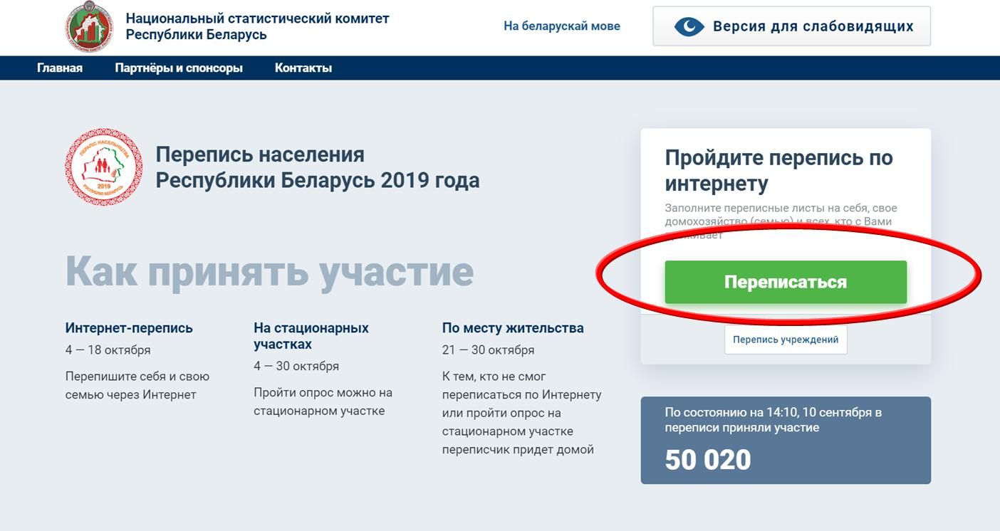 Национальный статистический комитет
Республики Беларусь
На беларускай мове
Версия для слабовидящих
Главная
Партнёры и спонсоры
Контакты
ПЕРАПІС НАСЕЛЬНІЦТВА
2019
РЭСПУБЛІКІ БЕЛАРУСЬ
Перепись населения
Республики Беларусь 2019 года
Пройдите перепись по
интернету
Заполните переписные листы на себя, свое
домохозяйство (семью) и всех, кто с Вами
Переписаться
Перепись учреждений
Как принять участие
Интернет-перепись
4 — 18 октября
Перепишите себя и свою
семью через Интернет
На стационарных
участках
4 — 30 октября
Пройти опрос можно на
стационарном участке
По месту жительства
21 — 30 октября
К тем, кто не смог
переписаться по Интернету
или пройти опрос на
стационарном участке
переписчик придет домой
По состоянию на 14:10, 10 сентября в
переписи приняли участие
50 020